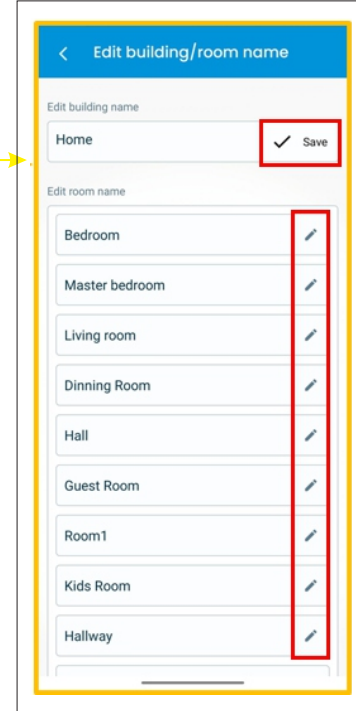 Edit building/room name
Edit building name
Home
Save
Edit room name
Bedroom
Master bedroom
Living room
Dinning Room
Hall
Guest Room
Room1
Kids Room
Hallway